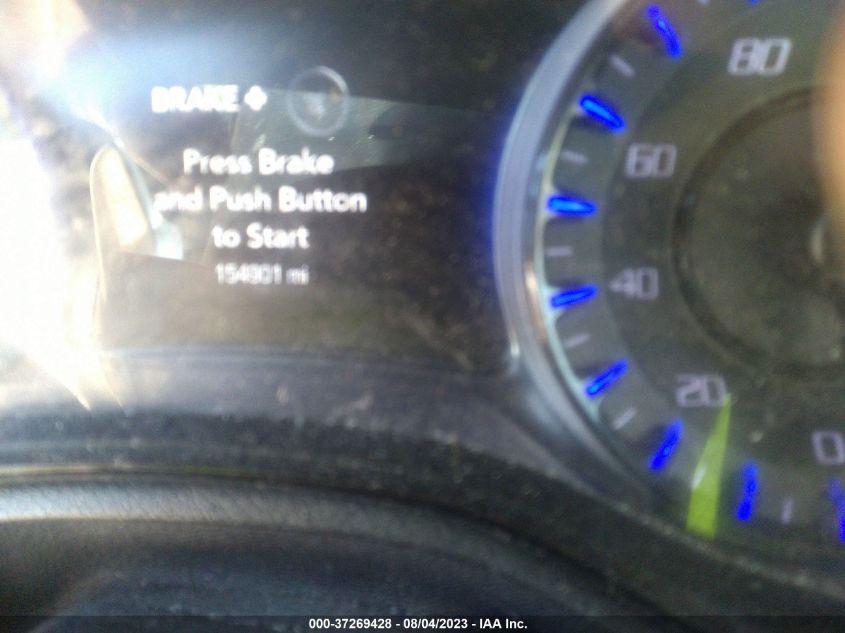 BRAKE +
Press Brake
and Push Button
to Start
154901 mi
80
60
40
20
0
000-37269428 - 08/04/2023 - IAA Inc.